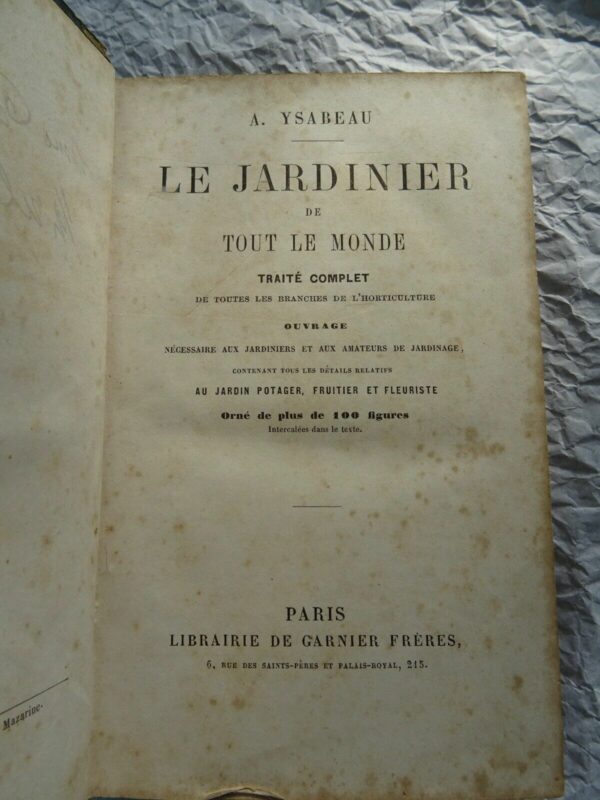 A. YSABEAU
LE JARDINIER
DE
TOUT LE MONDE
TRAITÉ COMPLET
DE TOUTES LES BRANCHES DE L'HORTICULTURE
OUVRAGE
NÉCESSAIRE AUX JARDINIERS ET AUX AMATEURS DE JARDINAGE,
CONTENANT TOUS LES DÉTAILS RELATIFS
AU JARDIN POTAGER, FRUITIER ET FLEURISTE
Orné de plus de 100 figures
Intercalées dans le texte.
PARIS
LIBRAIRIE DE GARNIER FRÈRES,
6, RUE DES SAINTS-PÈRES ET PALAIS-ROYAL, 215.
Mazarine.